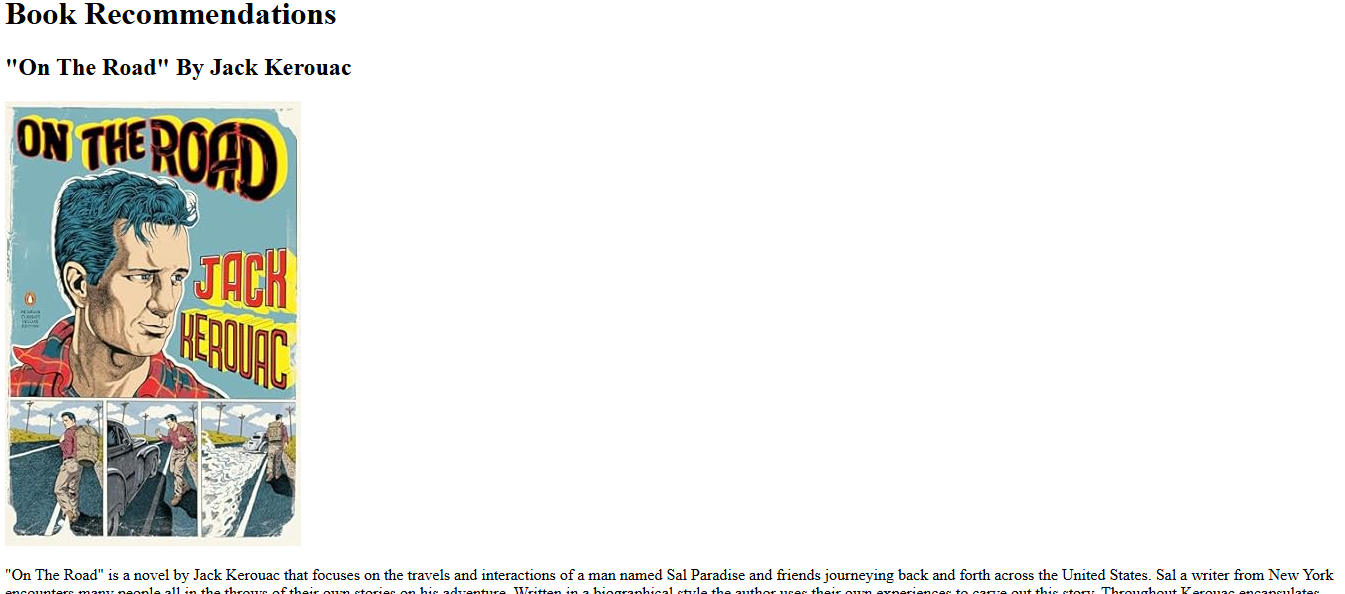 Book Recommendations
"On The Road" By Jack Kerouac
ON THE ROAD
JACK
KEROUAC
PENGUIN
CLASSICS
DELUXE
EDITION
"On The Road" is a novel by Jack Kerouac that focuses on the travels and interactions of a man named Sal Paradise and friends journeying back and forth across the United States. Sal a writer from New York
encounters many people all in the throws of their own stories on his adventure. Written in a biographical style the author uses their own experiences to carve out this story. Throughout Kerouac encapsulates